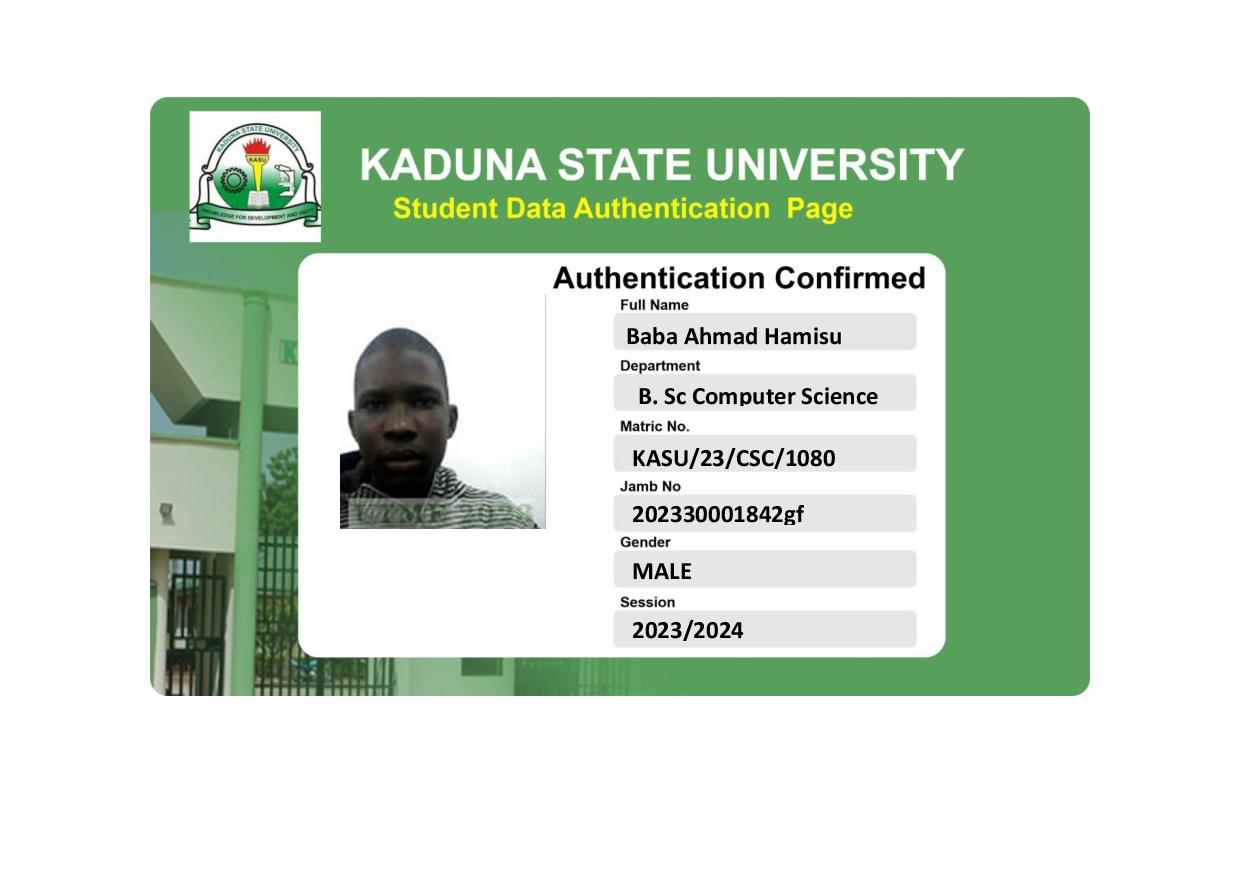 KADUNA STATE UNIVERSITY
KASU
KNOWLEDGE FOR DEVELOPMENT AND UNITY
KADUNA STATE UNIVERSITY
Student Data Authentication Page
Authentication Confirmed
Full Name
Baba Ahmad Hamisu
Department
B. Sc Computer Science
Matric No.
KASU/23/CSC/1080
Jamb No
202330001842gf
Gender
MALE
Session
2023/2024
UTME 2023
K